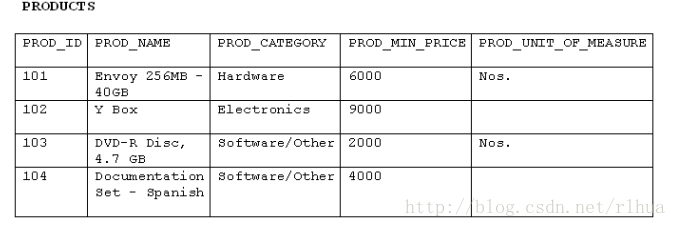 PRODUCTS
PROD_ID PROD_NAME PROD_CATEGORY PROD_MIN_PRICE PROD_UNIT_OF_MEASURE
101 Envoy 256MB - Hardware 6000 Nos.
40GB
102 Y Box Electronics 9000
103 DVD-R Disc, Software/Other 2000 Nos.
4.7 GB
104 Documentation Software/Other 4000
Set - Spanish
http://blog.csdn.net/rlhua